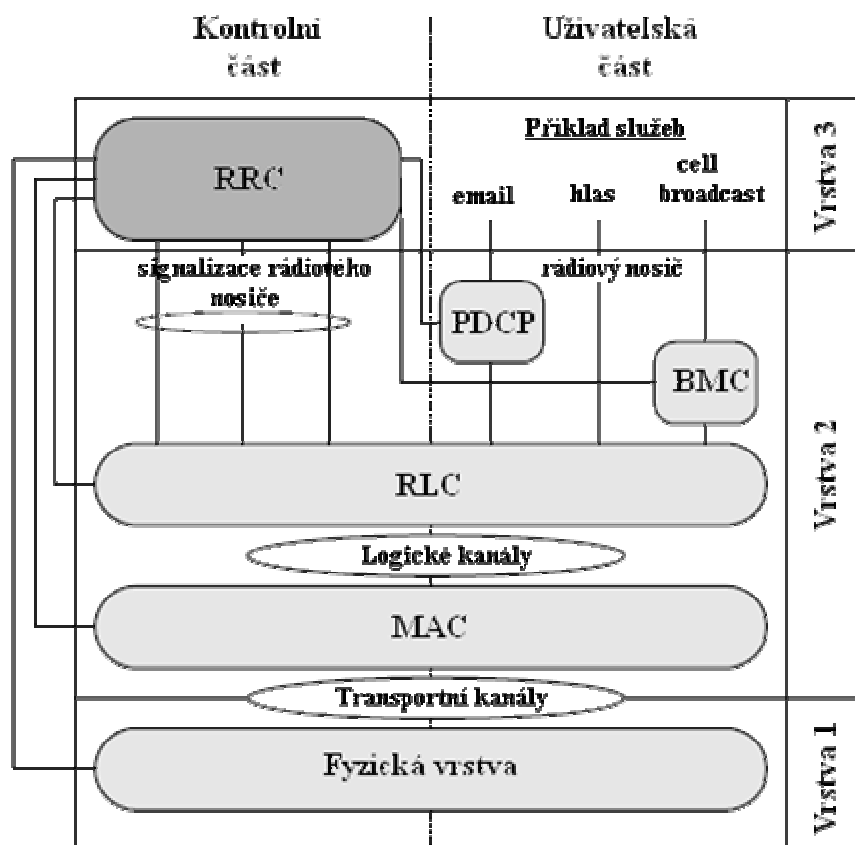 Kontrolní
část
Uživatelská
část
Příklad služeb
RRC
email
hlas
cell
broadcast
Vrstva 3
signalizace rádiového
nosiče
rádiový nosič
PDCP
BMC
RLC
Logické kanály
MAC
Vrstva 2
Transportní kanály
Fyzická vrstva
Vrstva 1